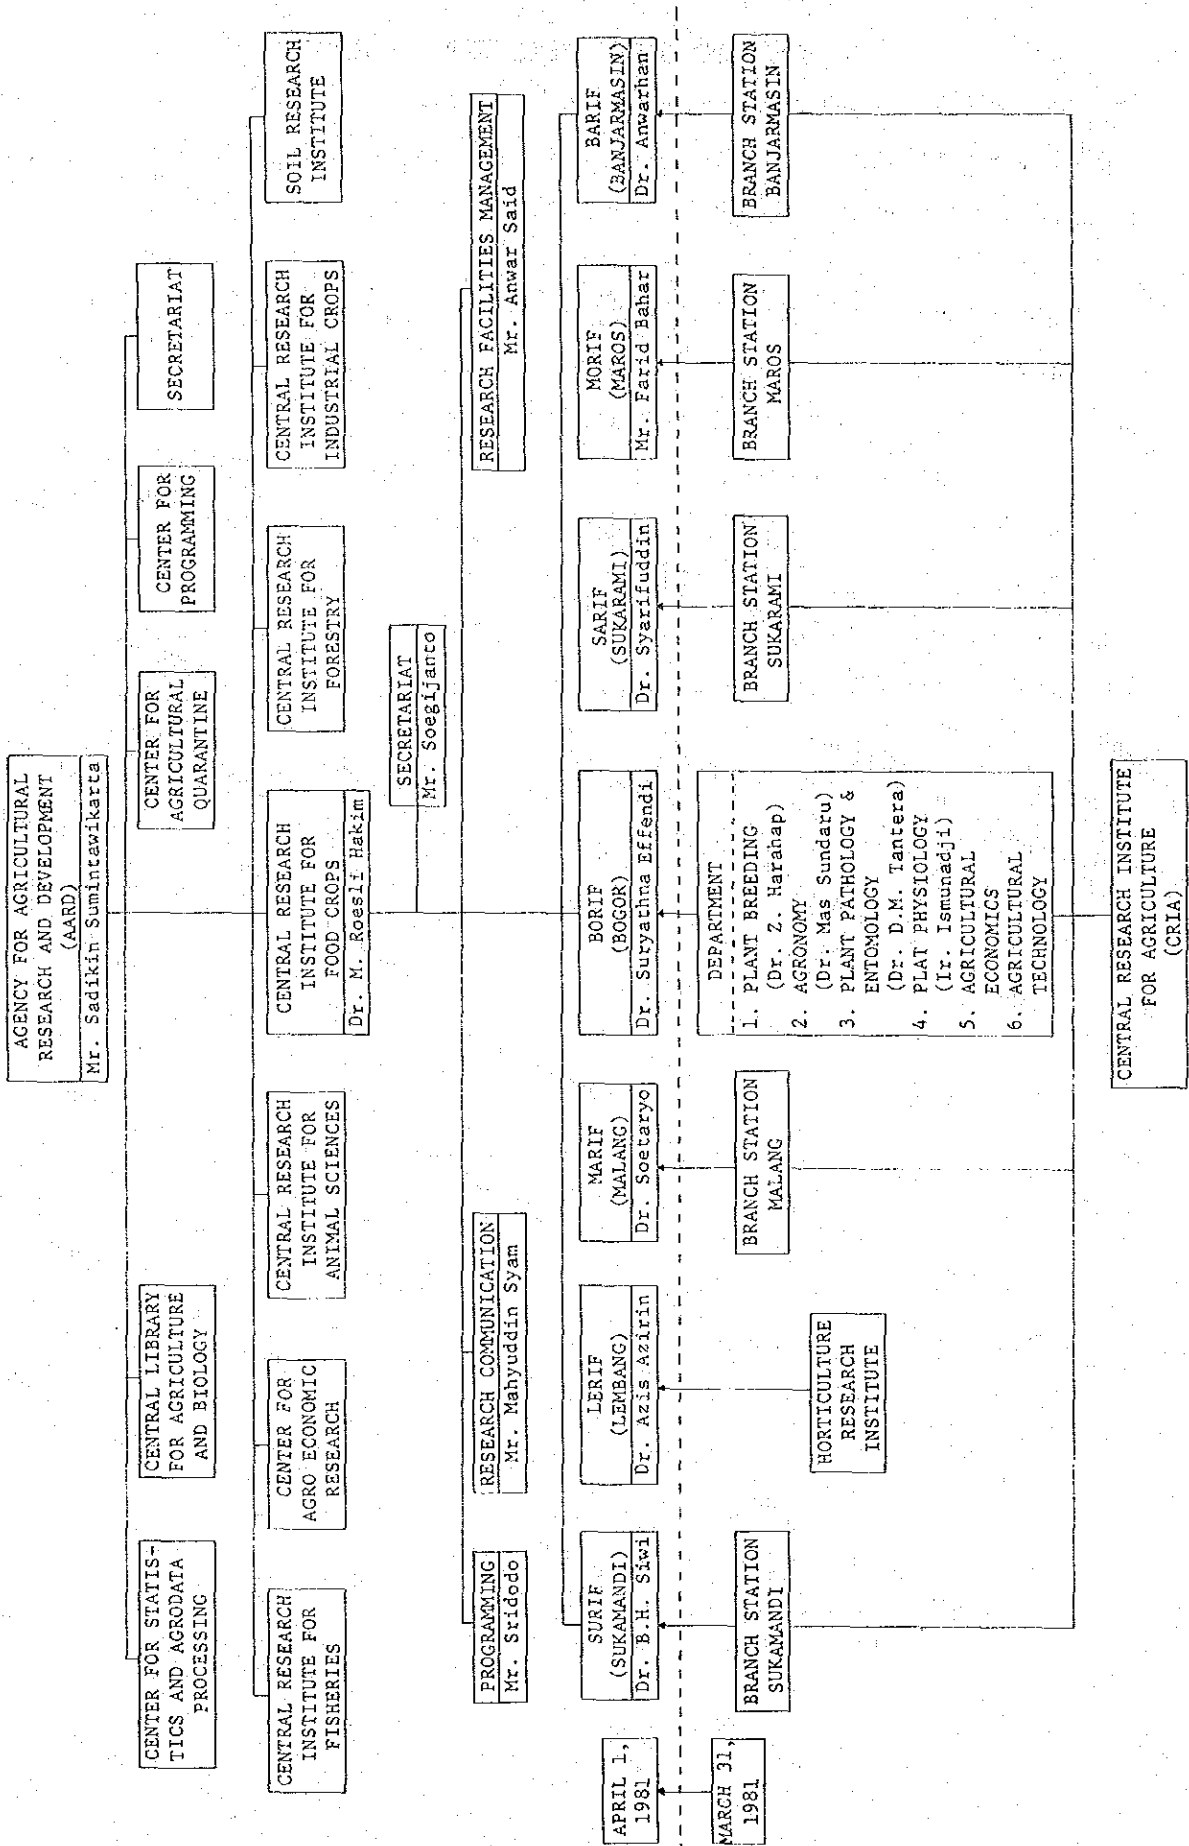 AGENCY FOR AGRICULTURAL
RESEARCH AND DEVELOPMENT
(AARD)
Mr. Sadikin Sumintawikarta
CENTER FOR STATIS-
TICS AND AGRODATA
PROCESSING
CENTRAL LIBRARY
FOR AGRICULTURE
AND BIOLOGY
CENTER FOR
AGRICULTURAL
QUARANTINE
CENTER FOR
PROGRAMMING
SECRETARIAT
CENTRAL RESEARCH
INSTITUTE FOR
FISHERIES
CENTER FOR
AGRO ECONOMIC
RESEARCH
CENTRAL RESEARCH
INSTITUTE FOR
ANIMAL SCIENCES
CENTRAL RESEARCH
INSTITUTE FOR
FOOD CROPS
Dr. M. Roesli Hakim
CENTRAL RESEARCH
INSTITUTE FOR
FORESTRY
CENTRAL RESEARCH
INSTITUTE FOR
INDUSTRIAL CROPS
SOIL RESEARCH
INSTITUTE
SECRETARIAT
Mr. Soegijanto
PROGRAMMING
Mr. Sridodo
RESEARCH COMMUNICATION
Mr. Mahyuddin Syam
RESEARCH FACILITIES MANAGEMENT
Mr. Anwar Said
APRIL 1,
1981
SURIF
(SUKAMANDI)
Dr. B.H. Siwi
LERIF
(LEMBANG)
Dr. Azis Azirin
MARIF
(MALANG)
Dr. Soetaryo
BORIF
(BOGOR)
Dr. Suryathna Effendi
SARIF
(SUKARAMI)
Dr. Syarifuddin
MORIF
(MAROS)
Mr. Farid Bahar
BARIF
(BANJARMASIN)
Dr. Anwarhan
MARCH 31,
1981
BRANCH STATION
SUKAMANDI
HORTICULTURE
RESEARCH
INSTITUTE
BRANCH STATION
MALANG
DEPARTMENT
1. PLANT BREEDING
(Dr. Z. Harahap)
2. AGRONOMY
(Dr. Mas Sundaru)
3. PLANT PATHOLOGY &
ENTOMOLOGY
(Dr. D.M. Tantera)
4. PLAT PHYSIOLOGY
(Ir. Ismunadji)
5. AGRICULTURAL
ECONOMICS
6. AGRICULTURAL
TECHNOLOGY
BRANCH STATION
SUKARAMI
BRANCH STATION
MAROS
BRANCH STATION
BANJARMASIN
CENTRAL RESEARCH INSTITUTE
FOR AGRICULTURE
(CRIA)